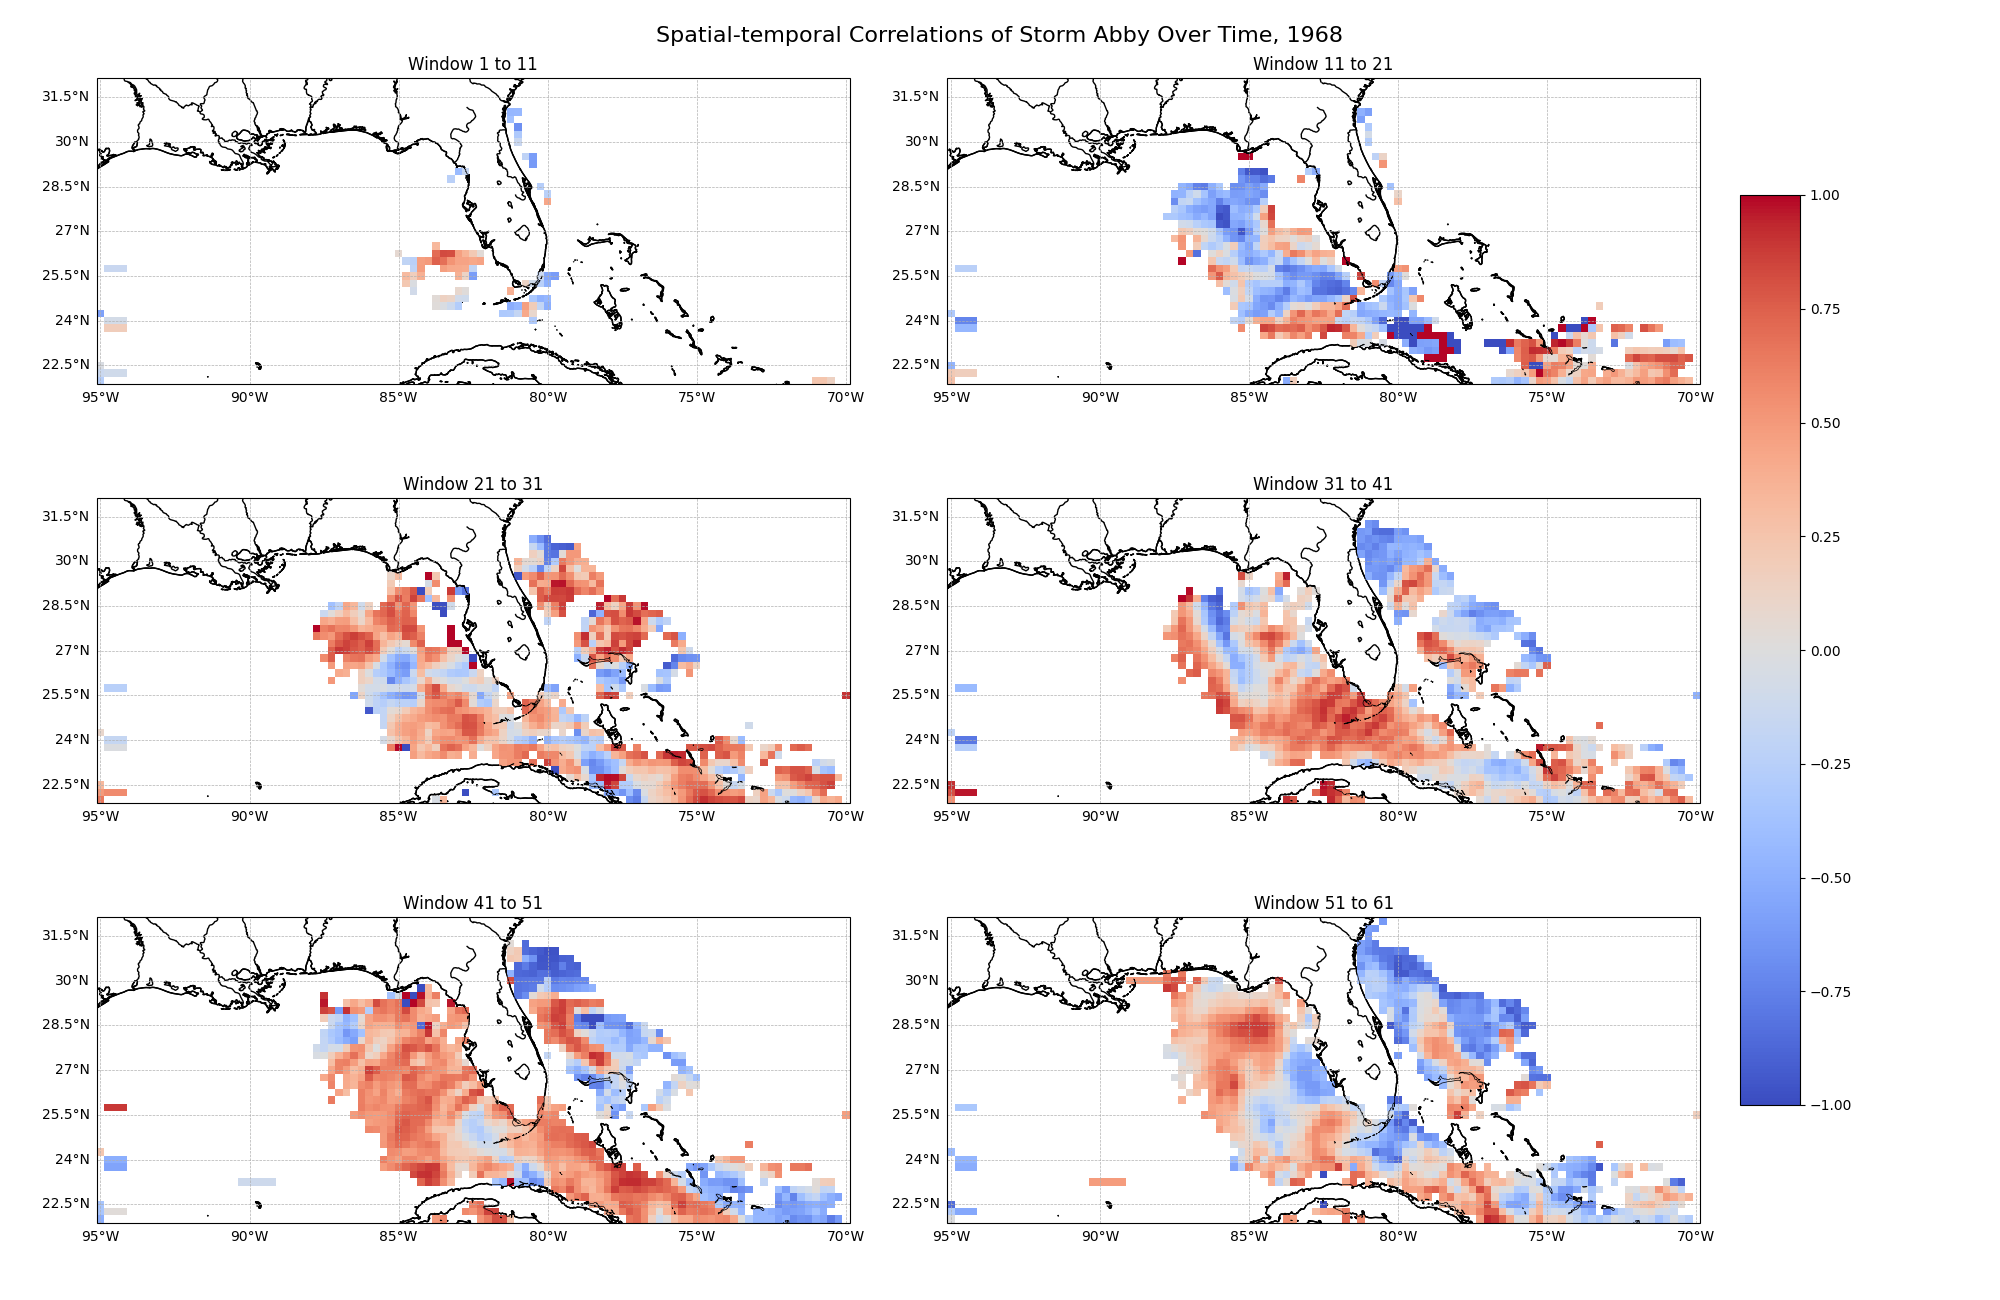 Spatial-temporal Correlations of Storm Abby Over Time, 1968
Window 1 to 11
31.5°N
30°N
28.5°N
27°N
25.5°N
24°N
22.5°N
95°W 90°W 85°W 80°W 75°W 70°W
Window 11 to 21
31.5°N
30°N
28.5°N
27°N
25.5°N
24°N
22.5°N
95°W 90°W 85°W 80°W 75°W 70°W
Window 21 to 31
31.5°N
30°N
28.5°N
27°N
25.5°N
24°N
22.5°N
95°W 90°W 85°W 80°W 75°W 70°W
Window 31 to 41
31.5°N
30°N
28.5°N
27°N
25.5°N
24°N
22.5°N
95°W 90°W 85°W 80°W 75°W 70°W
Window 41 to 51
31.5°N
30°N
28.5°N
27°N
25.5°N
24°N
22.5°N
95°W 90°W 85°W 80°W 75°W 70°W
Window 51 to 61
31.5°N
30°N
28.5°N
27°N
25.5°N
24°N
22.5°N
95°W 90°W 85°W 80°W 75°W 70°W
1.00
0.75
0.50
0.25
0.00
−0.25
−0.50
−0.75
−1.00